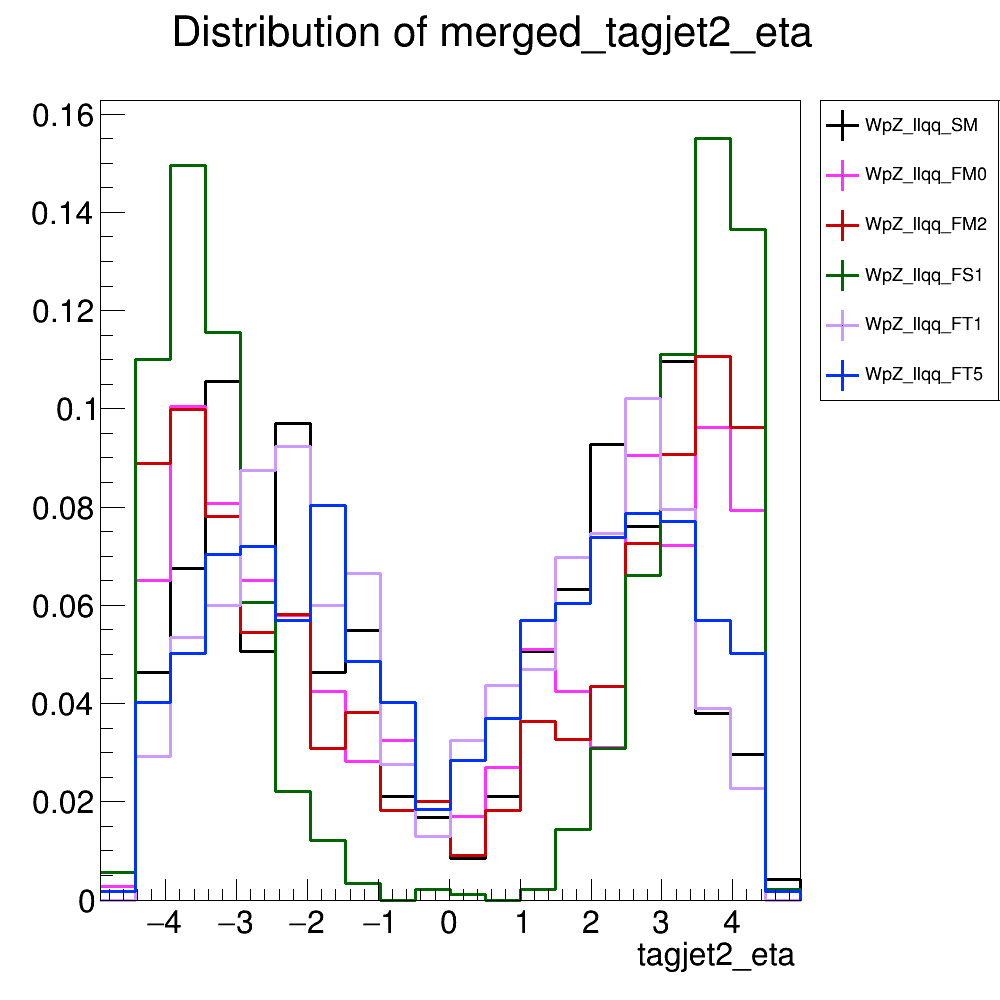 Distribution of merged_tagjet2_eta
0.16
0.14
0.12
0.1
0.08
0.06
0.04
0.02
0
−4 −3 −2 −1 0 1 2 3 4
tagjet2_eta
WpZ_llqq_SM
WpZ_llqq_FM0
WpZ_llqq_FM2
WpZ_llqq_FS1
WpZ_llqq_FT1
WpZ_llqq_FT5